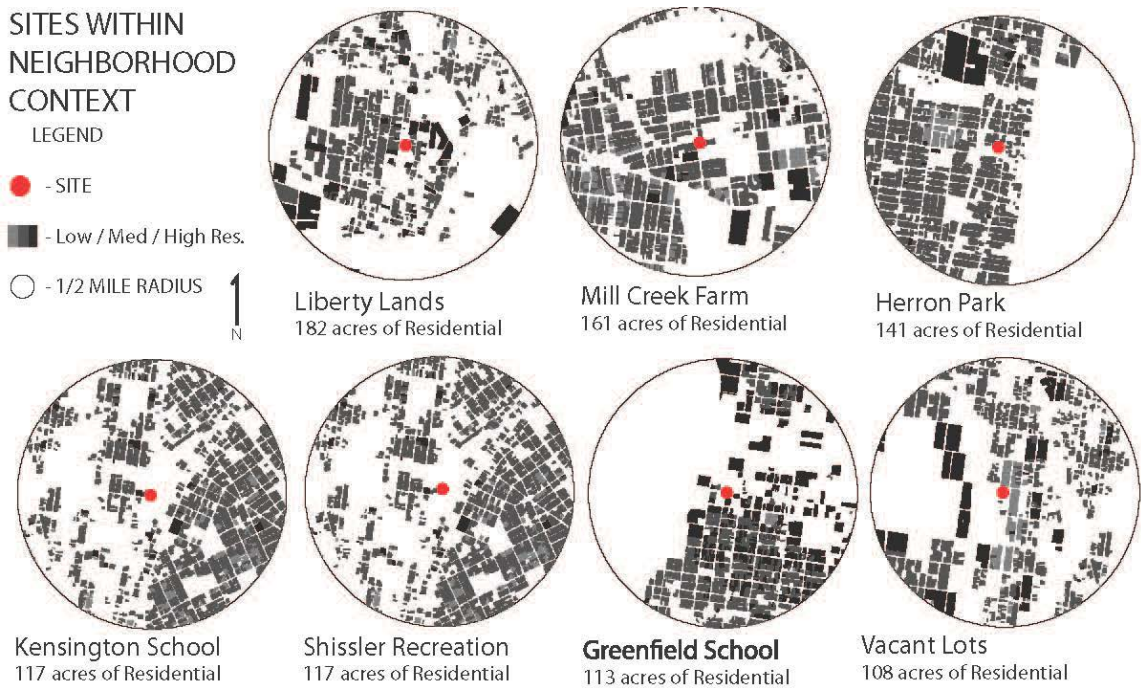 SITES WITHIN
NEIGHBORHOOD
CONTEXT
LEGEND
- SITE
- Low / Med / High Res.
- 1/2 MILE RADIUS
N
Liberty Lands
182 acres of Residential
Mill Creek Farm
161 acres of Residential
Herron Park
141 acres of Residential
Kensington School
117 acres of Residential
Shissler Recreation
117 acres of Residential
Greenfield School
113 acres of Residential
Vacant Lots
108 acres of Residential